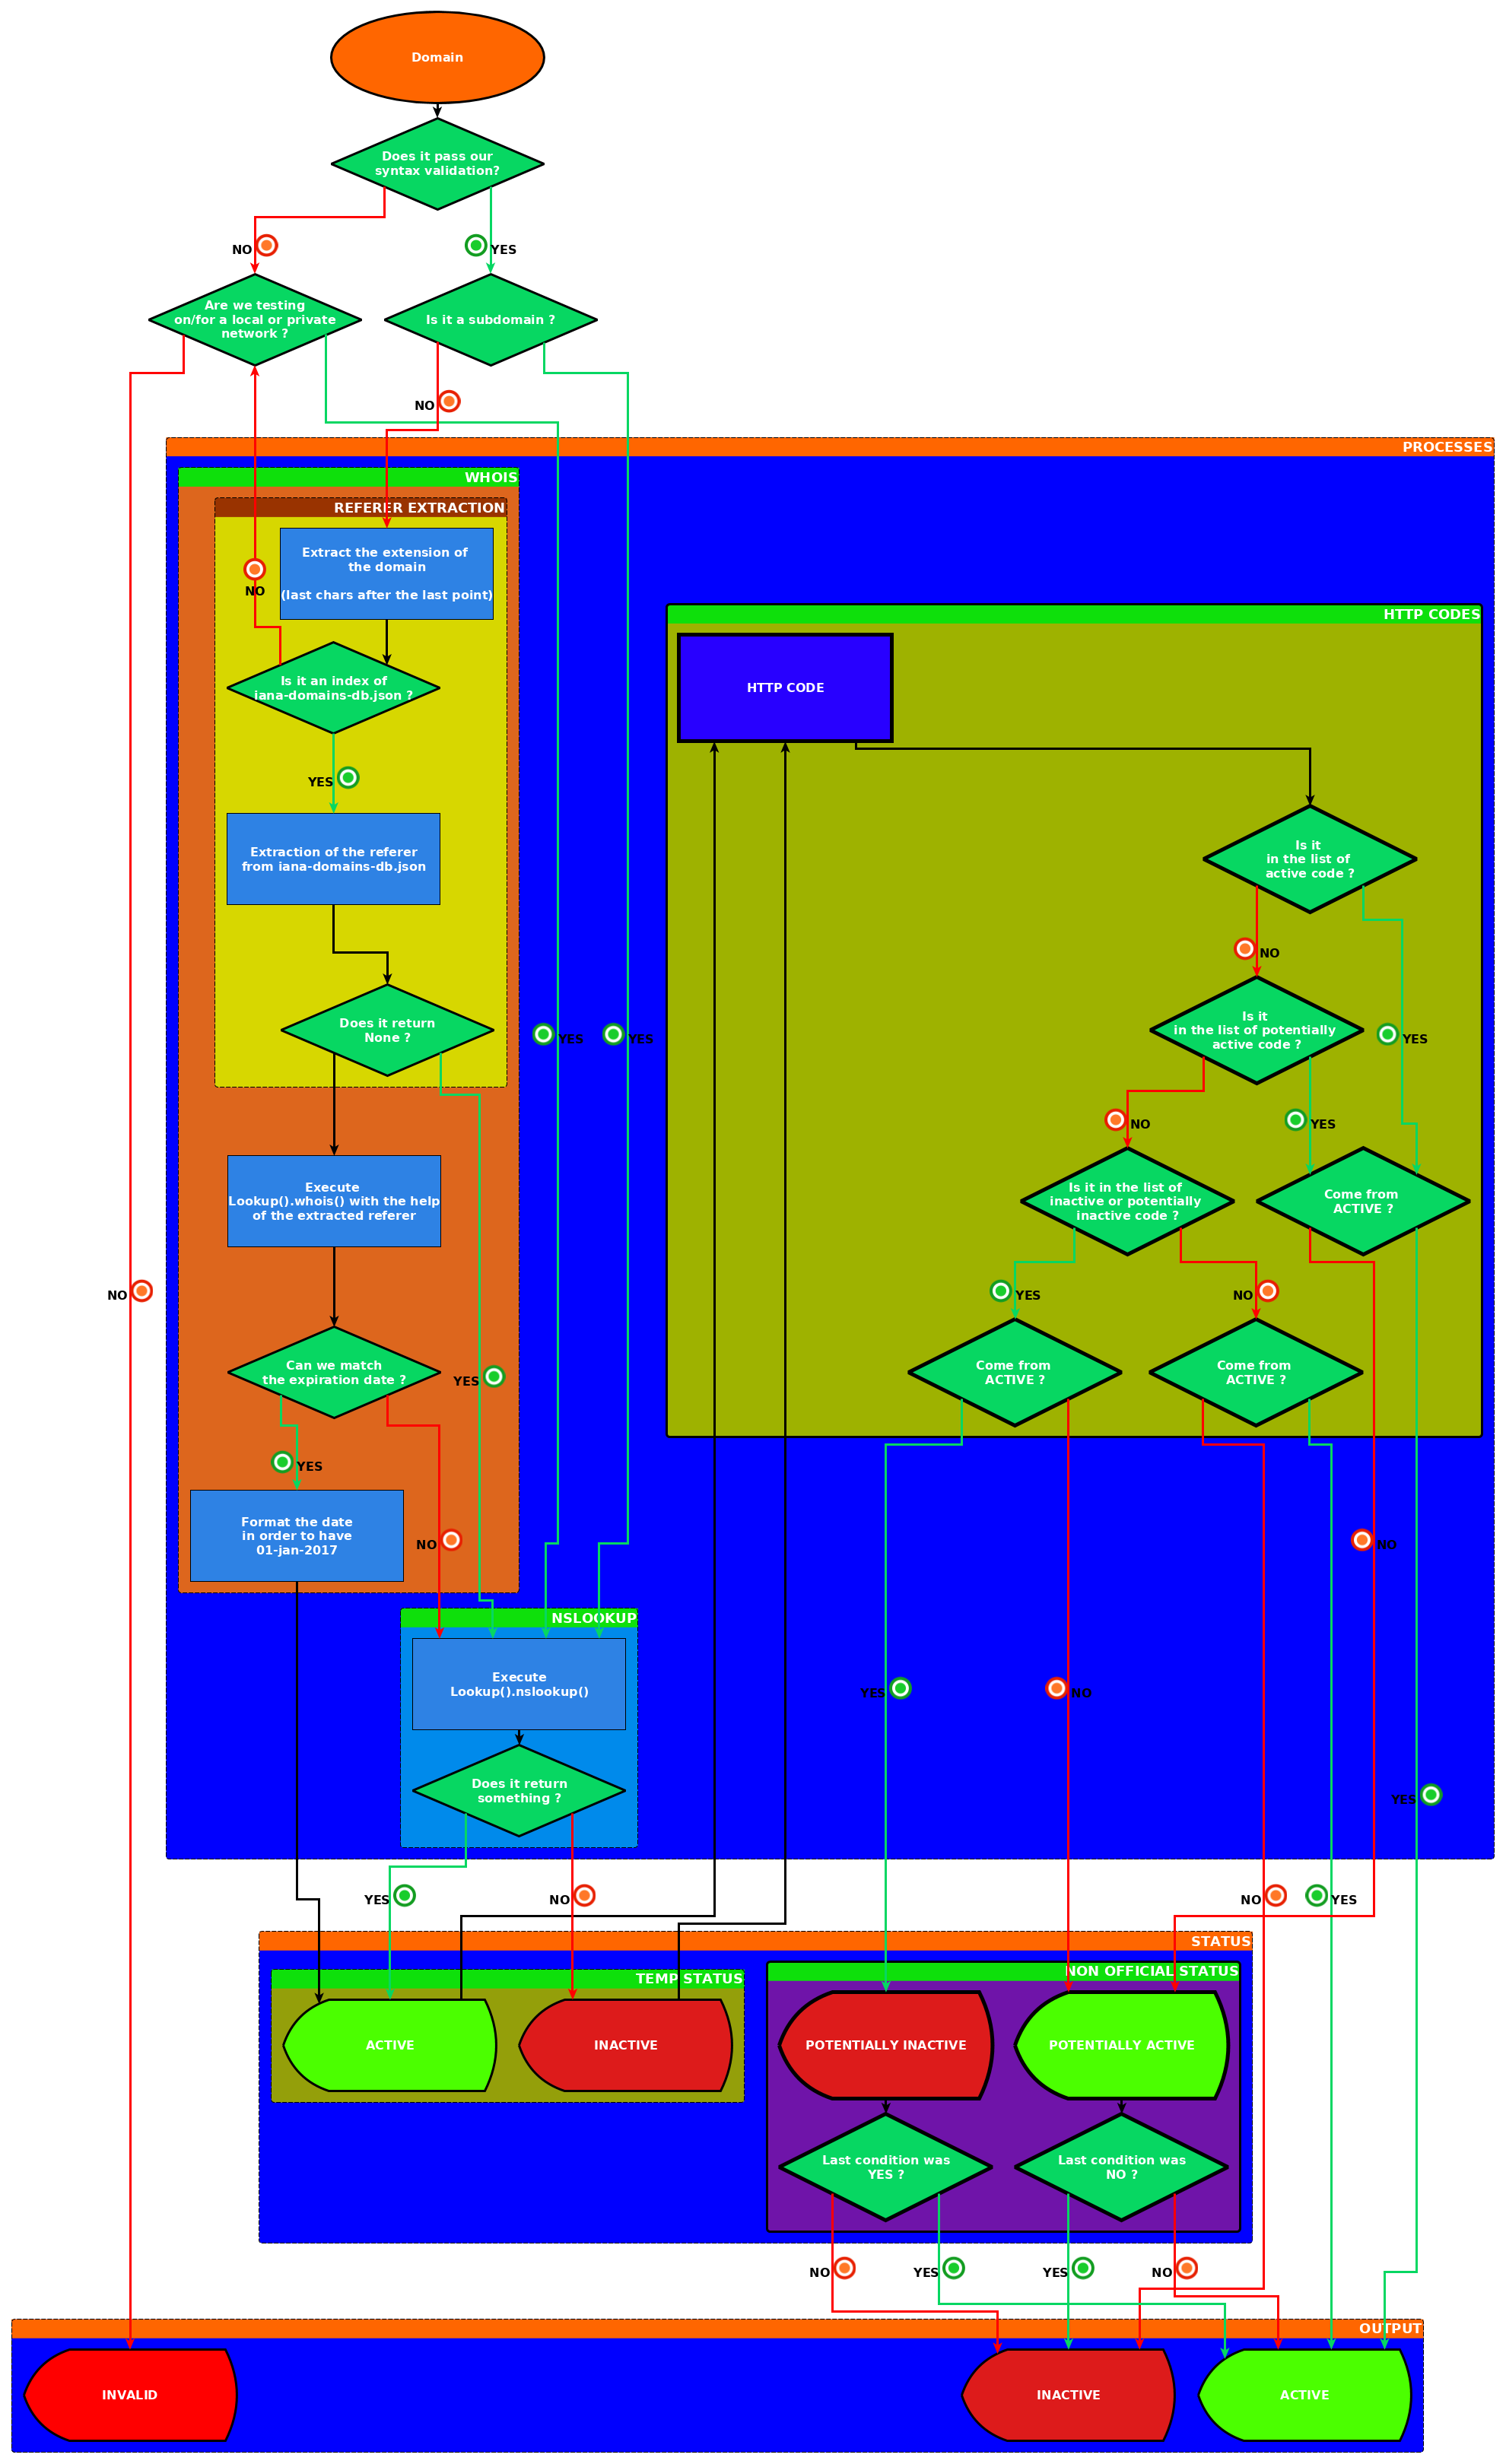 Domain
Does it pass our
syntax validation?
NO
YES
Are we testing
on/for a local or private
network ?
Is it a subdomain ?
NO
PROCESSES
WHOIS
REFERER EXTRACTION
Extract the extension of
the domain
(last chars after the last point)
NO
HTTP CODES
Is it an index of
iana-domains-db.json ?
HTTP CODE
YES
Extraction of the referer
from iana-domains-db.json
Is it
in the list of
active code ?
NO
Does it return
None ?
YES
YES
Is it
in the list of potentially
active code ?
YES
NO
YES
Execute
Lookup().whois() with the help
of the extracted referer
Is it in the list of
inactive or potentially
inactive code ?
Come from
ACTIVE ?
NO
YES
NO
Can we match
the expiration date ?
YES
Come from
ACTIVE ?
Come from
ACTIVE ?
YES
Format the date
in order to have
01-jan-2017
NO
NO
NSLOOKUP
Execute
Lookup().nslookup()
YES
NO
Does it return
something ?
YES
YES
NO
NO
YES
STATUS
TEMP STATUS
NON OFFICIAL STATUS
ACTIVE
INACTIVE
POTENTIALLY INACTIVE
POTENTIALLY ACTIVE
Last condition was
YES ?
Last condition was
NO ?
NO
YES
YES
NO
OUTPUT
INVALID
INACTIVE
ACTIVE